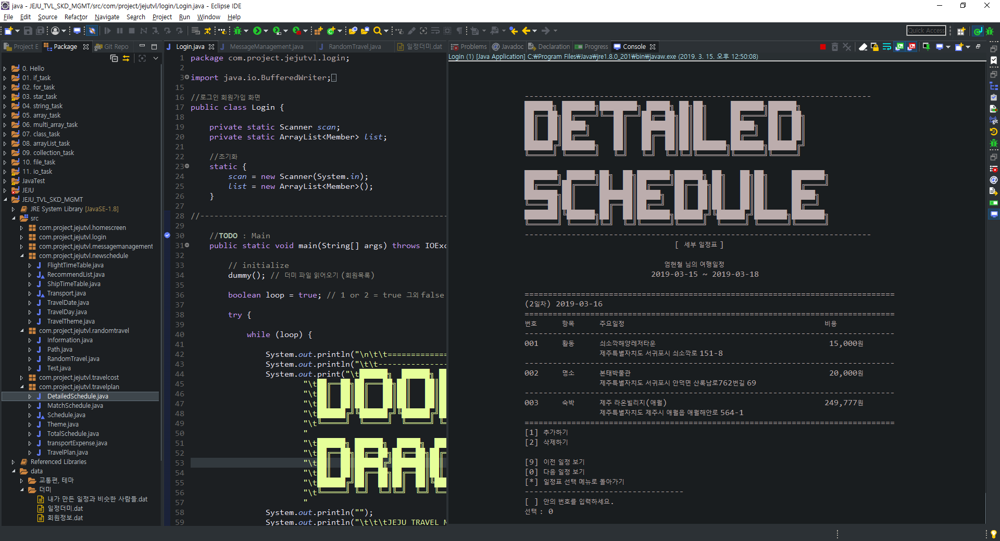 java - JEJU_TVL_SKD_MGMT/src/com/project/jejutvl/login/Login.java - Eclipse IDE
File Edit Source Refactor Navigate Search Project Run Window Help
Quick Access
Project E Package Git Repo
0. Hello
01. if_task
02. for_task
03. star_task
04. string_task
05. array_task
06. multi_array_task
07. class_task
08. arrayList_task
09. collection_task
10. file_task
11. io_task
JavaTest
JEJU
JEJU_TVL_SKD_MGMT
JRE System Library [JavaSE-1.8]
src
com.project.jejutvl.homescreen
com.project.jejutvl.login
com.project.jejutvl.messagemanagement
com.project.jejutvl.newschedule
FlightTimeTable.java
RecommendList.java
ShipTimeTable.java
Transport.java
TravelDate.java
TravelDay.java
TravelTheme.java
com.project.jejutvl.randomtravel
Information.java
Path.java
RandomTravel.java
Test.java
com.project.jejutvl.travelcost
com.project.jejutvl.travelplan
DetailedSchedule.java
MatchSchedule.java
Schedule.java
Theme.java
TotalSchedule.java
transportExpense.java
TravelPlan.java
Referenced Libraries
data
교통편, 테마
더미
내가 만든 일정과 비슷한 사람들.dat
일정더미.dat
회원정보.dat
Login.java MessageManagement.java RandomTravel.java 일정더미.dat
1 package com.project.jejutvl.login;
2
3 import java.io.BufferedWriter;
15
16 //로그인 회원가입 화면
17 public class Login {
18
19 private static Scanner scan;
20 private static ArrayList<Member> list;
21
22 //초기화
23 static {
24 scan = new Scanner(System.in);
25 list = new ArrayList<Member>();
26 }
27
28 //-----------------------------------------------------
29
30 //TODO : Main
31 public static void main(String[] args) throws IOExc
32
33 // initialize
34 dummy(); // 더미 파일 읽어오기 (회원목록)
35
36 boolean loop = true; // 1 or 2 = true 그외 false
37
38 try {
39
40 while (loop) {
41
42 System.out.println("\n\t\t=============
43 System.out.println("\t\t---------------
44 System.out.print("\t
45 "\t
46 "\t
47 "\t
48 "\t
49 "\t
50 "
51 "\t
52 "\t
53 "\t
54 "\t
55 "\t
56 "\t
57 "
58 System.out.println("");
59 System.out.println("\t\t\tJEJU TRAVEL M
Problems Javadoc Declaration Progress Console
Login (1) [Java Application] C:₩Program Files₩Java₩jre1.8.0_201₩bin₩javaw.exe (2019. 3. 15. 오후 12:50:08)
--------------------------------------------------------------------------
DETAILED
SCHEDULE
--------------------------------------------------------------------------
[ 세부 일정표 ]
엄현철 님의 여행일정
2019-03-15 ~ 2019-03-18
===============================================================================
(2일차) 2019-03-16
===============================================================================
번호 항목 주요일정 비용
-------------------------------------------------------------------------------
001 활동 쇠소깍해양레저타운 15,000원
제주특별자치도 서귀포시 쇠소깍로 151-8
-------------------------------------------------------------------------------
002 명소 본태박물관 20,000원
제주특별자치도 서귀포시 안덕면 산록남로762번길 69
-------------------------------------------------------------------------------
003 숙박 제주 라온빌리지(애월) 249,777원
제주특별자치도 제주시 애월읍 애월해안로 564-1
===============================================================================
[1] 추가하기
[2] 삭제하기
[9] 이전 일정 보기
[0] 다음 일정 보기
[*] 일정표 선택 메뉴로 돌아가기
----------------------------------
[ ] 안의 번호를 입력하세요.
선택 : 0